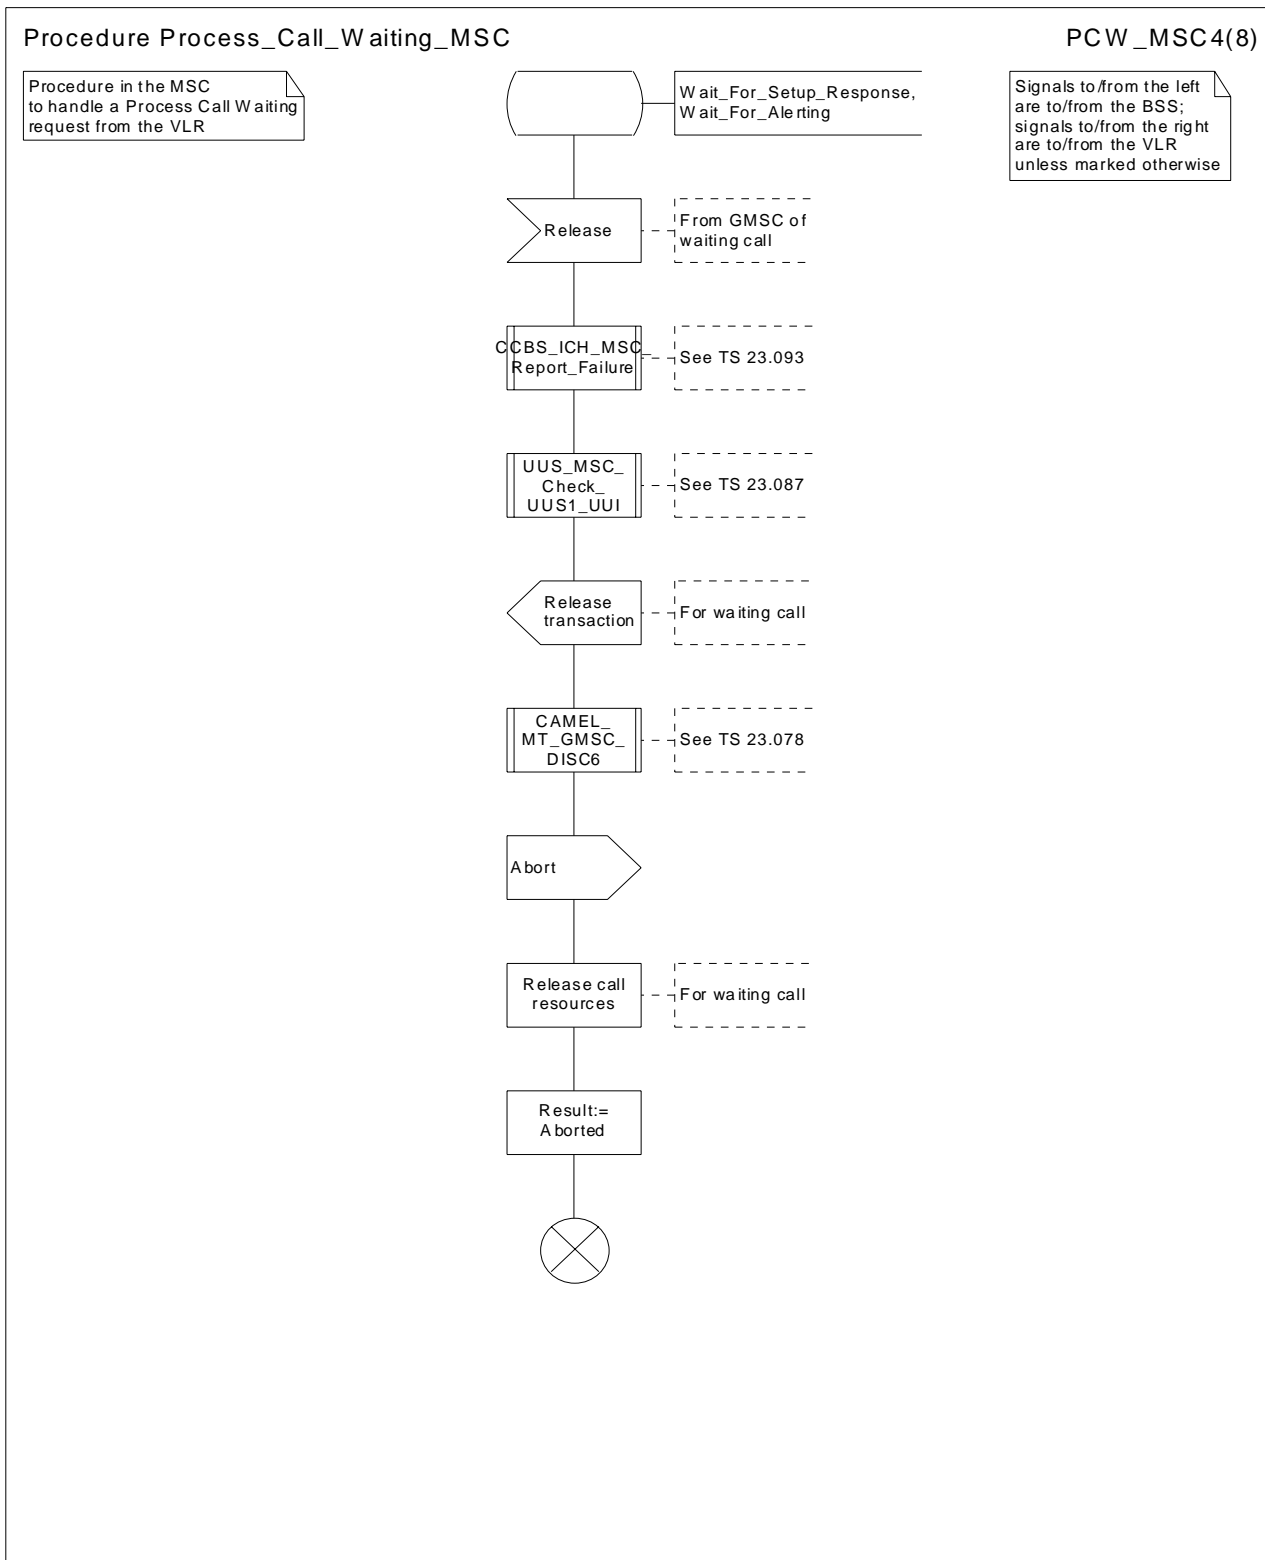 Procedure Process_Call_Waiting_MSC
PCW_MSC4(8)
Procedure in the MSC
to handle a Process Call Waiting
request from the VLR
Wait_For_Setup_Response,
Wait_For_Alerting
Signals to/from the left
are to/from the BSS;
signals to/from the right
are to/from the VLR
unless marked otherwise
Release
From GMSC of
waiting call
CCBS_ICH_MSC_
Report_Failure
See TS 23.093
UUS_MSC_
Check_
UUS1_UUI
See TS 23.087
Release
transaction
For waiting call
CAMEL_
MT_GMSC_
DISC6
See TS 23.078
Abort
Release call
resources
For waiting call
Result:=
Aborted